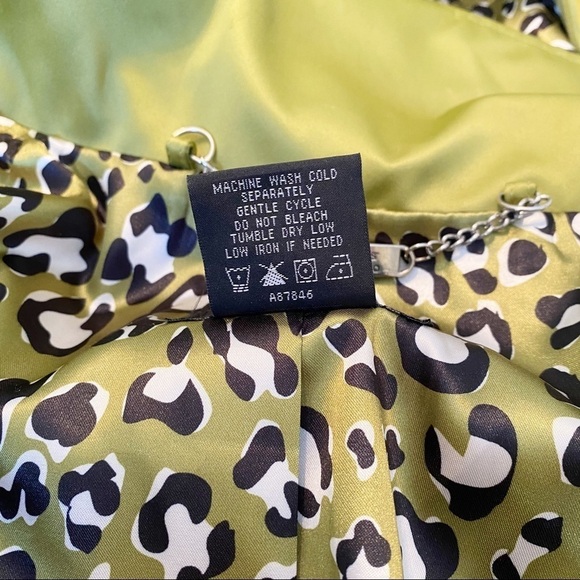 MACHINE WASH COLD
SEPARATELY
GENTLE CYCLE
DO NOT BLEACH
TUMBLE DRY LOW
LOW IRON IF NEEDED
A87846